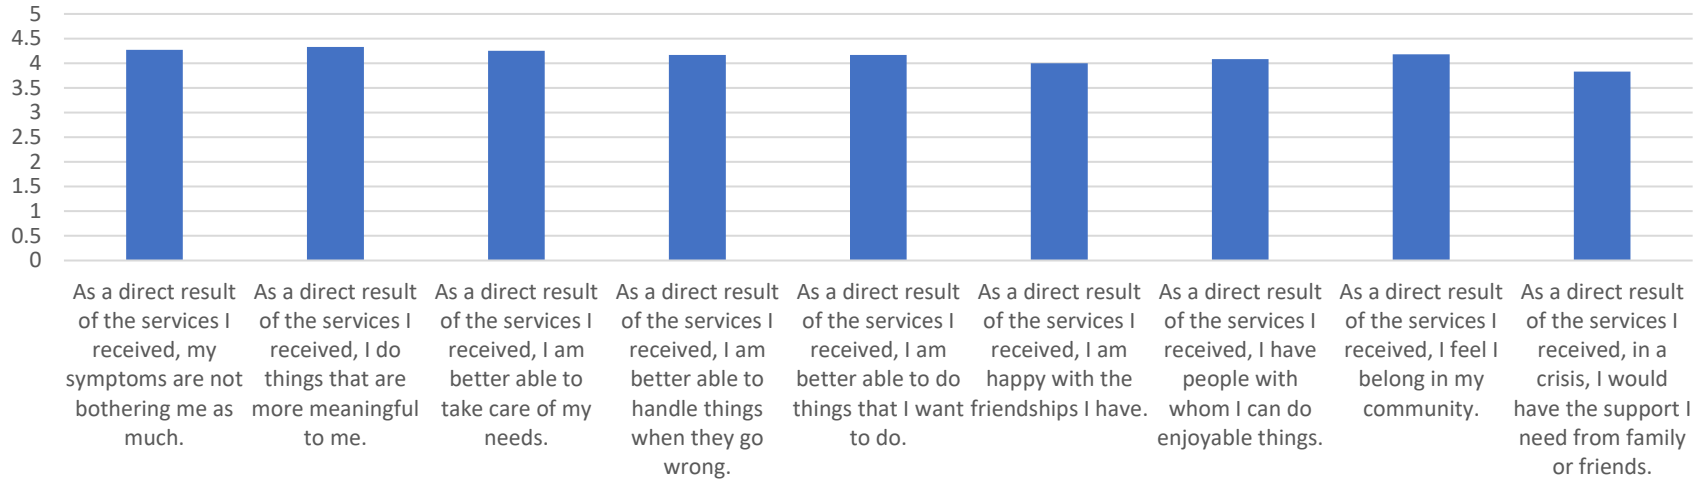 5
4.5
4
3.5
3
2.5
2
1.5
1
0.5
0
As a direct result
of the services I
received, my
symptoms are not
bothering me as
much.
As a direct result
of the services I
received, I do
things that are
more meaningful
to me.
As a direct result
of the services I
received, I am
better able to
take care of my
needs.
As a direct result
of the services I
received, I am
better able to
handle things
when they go
wrong.
As a direct result
of the services I
received, I am
better able to do
things that I want
to do.
As a direct result
of the services I
received, I am
happy with the
friendships I have.
As a direct result
of the services I
received, I have
people with
whom I can do
enjoyable things.
As a direct result
of the services I
received, I feel I
belong in my
community.
As a direct result
of the services I
received, in a
crisis, I would
have the support I
need from family
or friends.